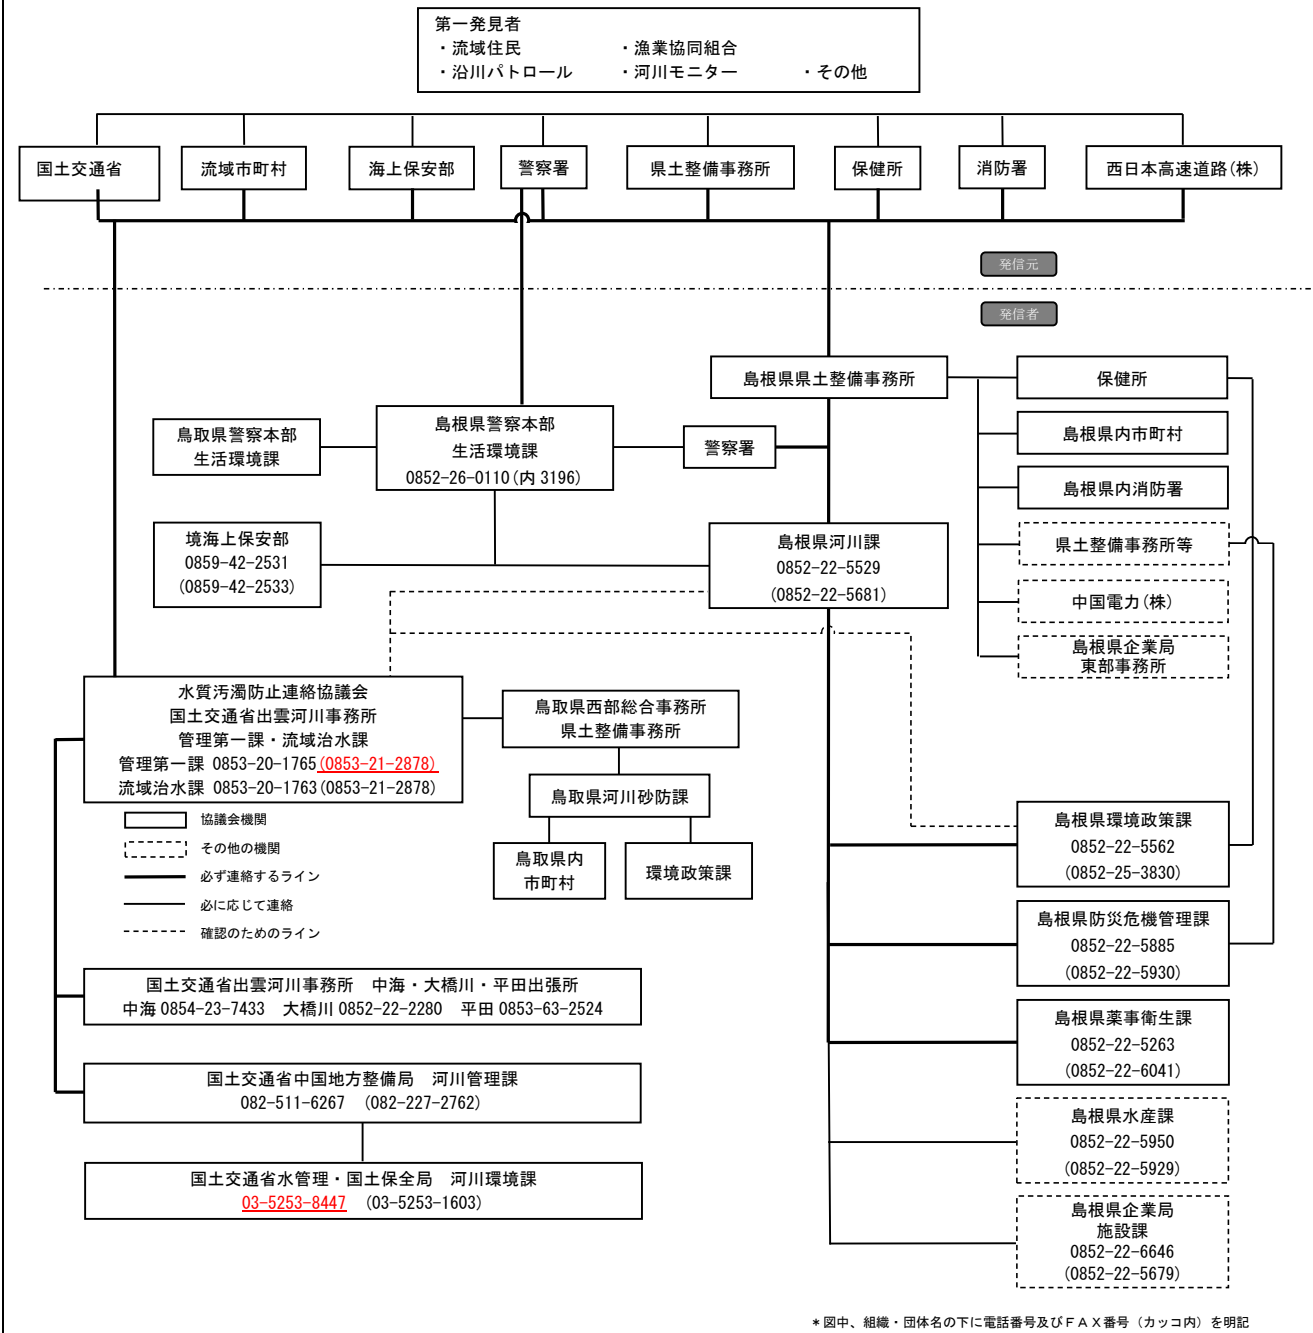 第一発見者
・流域住民　・漁業協同組合
・沿川パトロール　・河川モニター　・その他
国土交通省
流域市町村
海上保安部
警察署
県土整備事務所
保健所
消防署
西日本高速道路(株)
発信元
発信者
島根県県土整備事務所
保健所
島根県内市町村
島根県内消防署
県土整備事務所等
中国電力(株)
島根県企業局
東部事務所
鳥取県警察本部
生活環境課
島根県警察本部
生活環境課
0852-26-0110(内 3196)
警察署
境海上保安部
0859-42-2531
(0859-42-2533)
島根県河川課
0852-22-5529
(0852-22-5681)
水質汚濁防止連絡協議会
国土交通省出雲河川事務所
管理第一課・流域治水課
管理第一課 0853-20-1765(0853-21-2878)
流域治水課 0853-20-1763(0853-21-2878)
鳥取県西部総合事務所
県土整備事務所
鳥取県河川砂防課
鳥取県内
市町村
環境政策課
協議会機関
その他の機関
必ず連絡するライン
必に応じて連絡
確認のためのライン
島根県環境政策課
0852-22-5562
(0852-25-3830)
島根県防災危機管理課
0852-22-5885
(0852-22-5930)
島根県薬事衛生課
0852-22-5263
(0852-22-6041)
島根県水産課
0852-22-5950
(0852-22-5929)
島根県企業局
施設課
0852-22-6646
(0852-22-5679)
国土交通省出雲河川事務所　中海・大橋川・平田出張所
中海 0854-23-7433　大橋川 0852-22-2280　平田 0853-63-2524
国土交通省中国地方整備局　河川管理課
082-511-6267　(082-227-2762)
国土交通省水管理・国土保全局　河川環境課
03-5253-8447　(03-5253-1603)
＊図中、組織・団体名の下に電話番号及びＦＡＸ番号（カッコ内）を明記